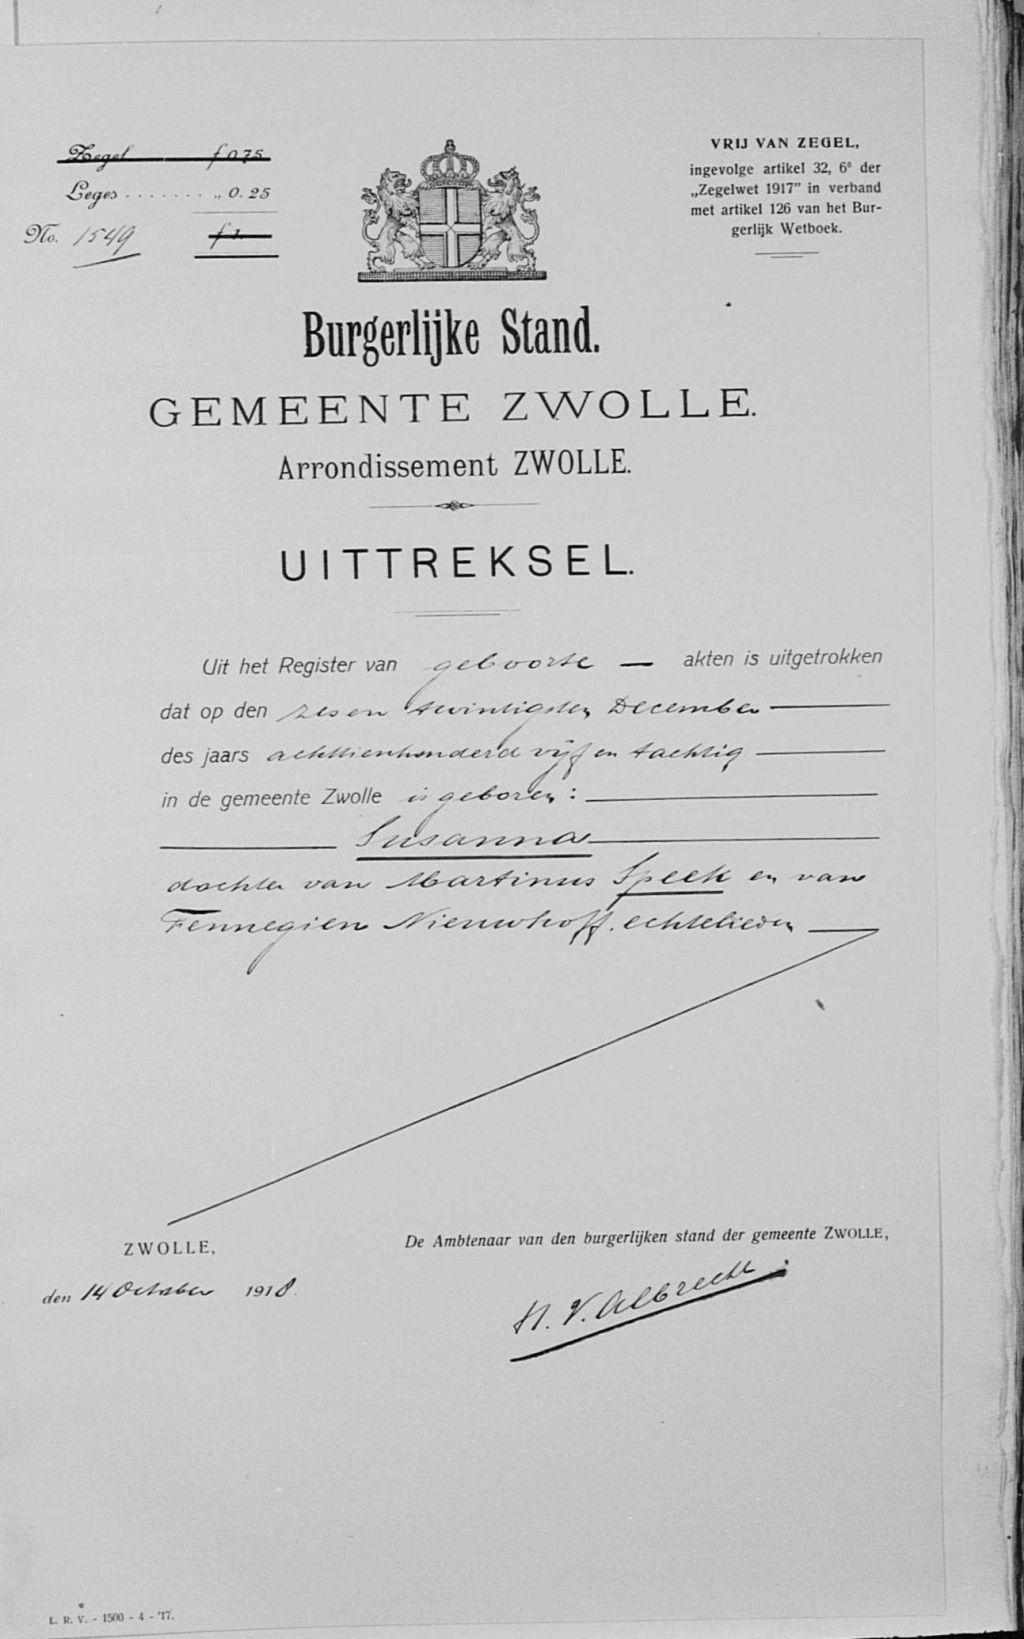 Zegel f 0.75
Leges . . . . . . . . „ 0.25
No. 1549 f 1.
VRIJ VAN ZEGEL,
ingevolge artikel 32, 6° der
„Zegelwet 1917” in verband
met artikel 126 van het Bur-
gerlijk Wetboek.
Burgerlijke Stand.
GEMEENTE ZWOLLE.
Arrondissement ZWOLLE.
UITTREKSEL.
Uit het Register van geboorte — akten is uitgetrokken
dat op den zesen twintigsten December
des jaars achttienhonderd vijf en tachtig
in de gemeente Zwolle is geboren :
Susanna
dochter van Martinus Speek en van
Fennegien Nieuwhoff, echtelieden
ZWOLLE,
den 14 October 1918.
De Ambtenaar van den burgerlijken stand der gemeente ZWOLLE,
H. V. Albrecht
L. R. V. - 1500 - 4 - '17.